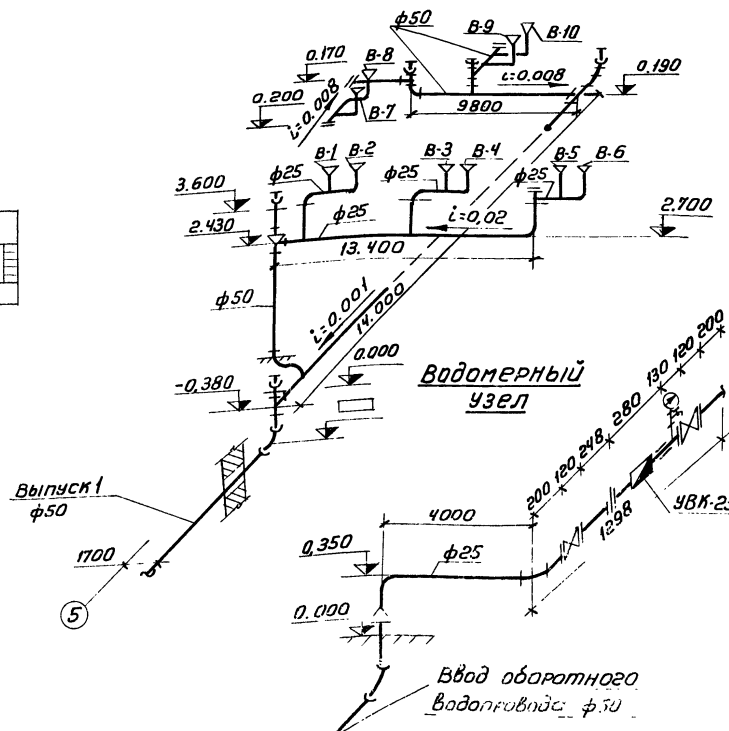 ф50
В-9
В-10
0.170
В-8
i=0.008
0.190
0.200
i=0.008
В-7
9800
В-1
В-2
В-3
В-4
В-5
В-6
ф25
ф25
ф25
3.600
2.430
ф25
i=0,02
2.700
13.400
ф50
i=0.001
14.000
0.000
-0,380
Водомерный
узел
200 120 248 280 130 120 200
Выпуск 1
ф50
1700
5
4000
0,350
ф25
1298
0.000
Ввод оборотного
водопровода ф50